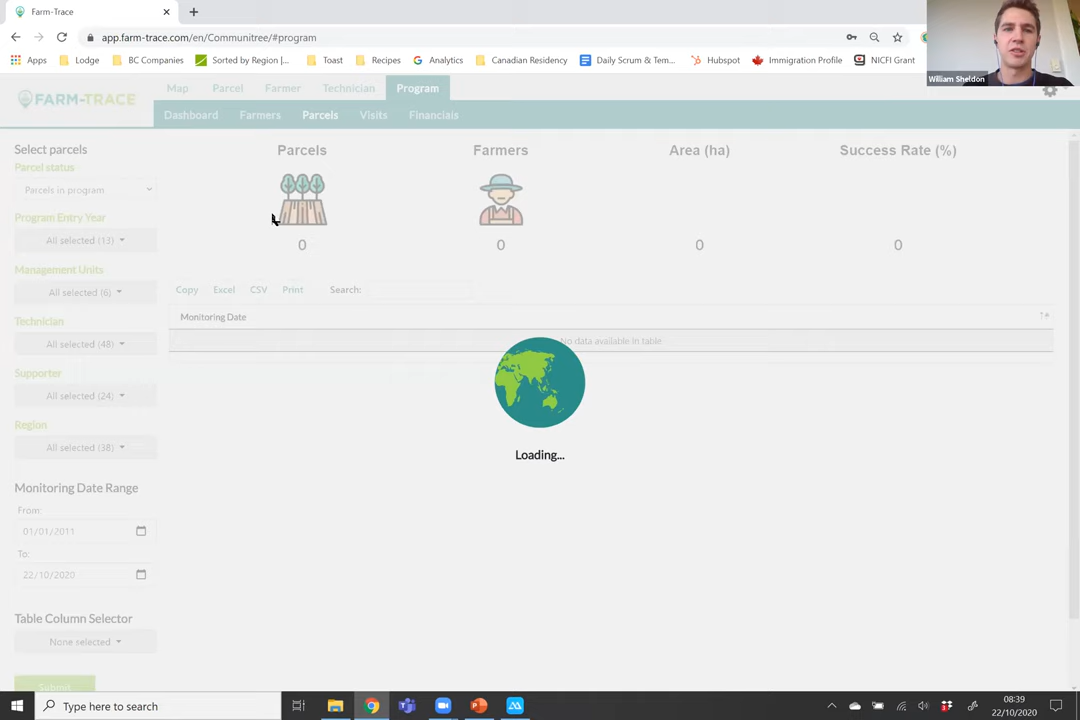 Farm-Trace
app.farm-trace.com/en/Communitree/#program
Apps Lodge BC Companies Sorted by Region | ... Toast Recipes Analytics Canadian Residency Daily Scrum & Tem... Hubspot Immigration Profile NICFI Grant
William Sheldon
FARM-TRACE
Map Parcel Farmer Technician Program
Dashboard Farmers Parcels Visits Financials
Select parcels
Parcel status
Parcels in program
Program Entry Year
All selected (13)
Management Units
All selected (6)
Technician
All selected (48)
Supporter
All selected (24)
Region
All selected (38)
Monitoring Date Range
From:
01/01/2011
To:
22/10/2020
Table Column Selector
None selected
Submit
Parcels Farmers Area (ha) Success Rate (%)
0 0 0 0
Copy Excel CSV Print Search:
Monitoring Date
No data available in table
Loading...
Type here to search
08:39
22/10/2020